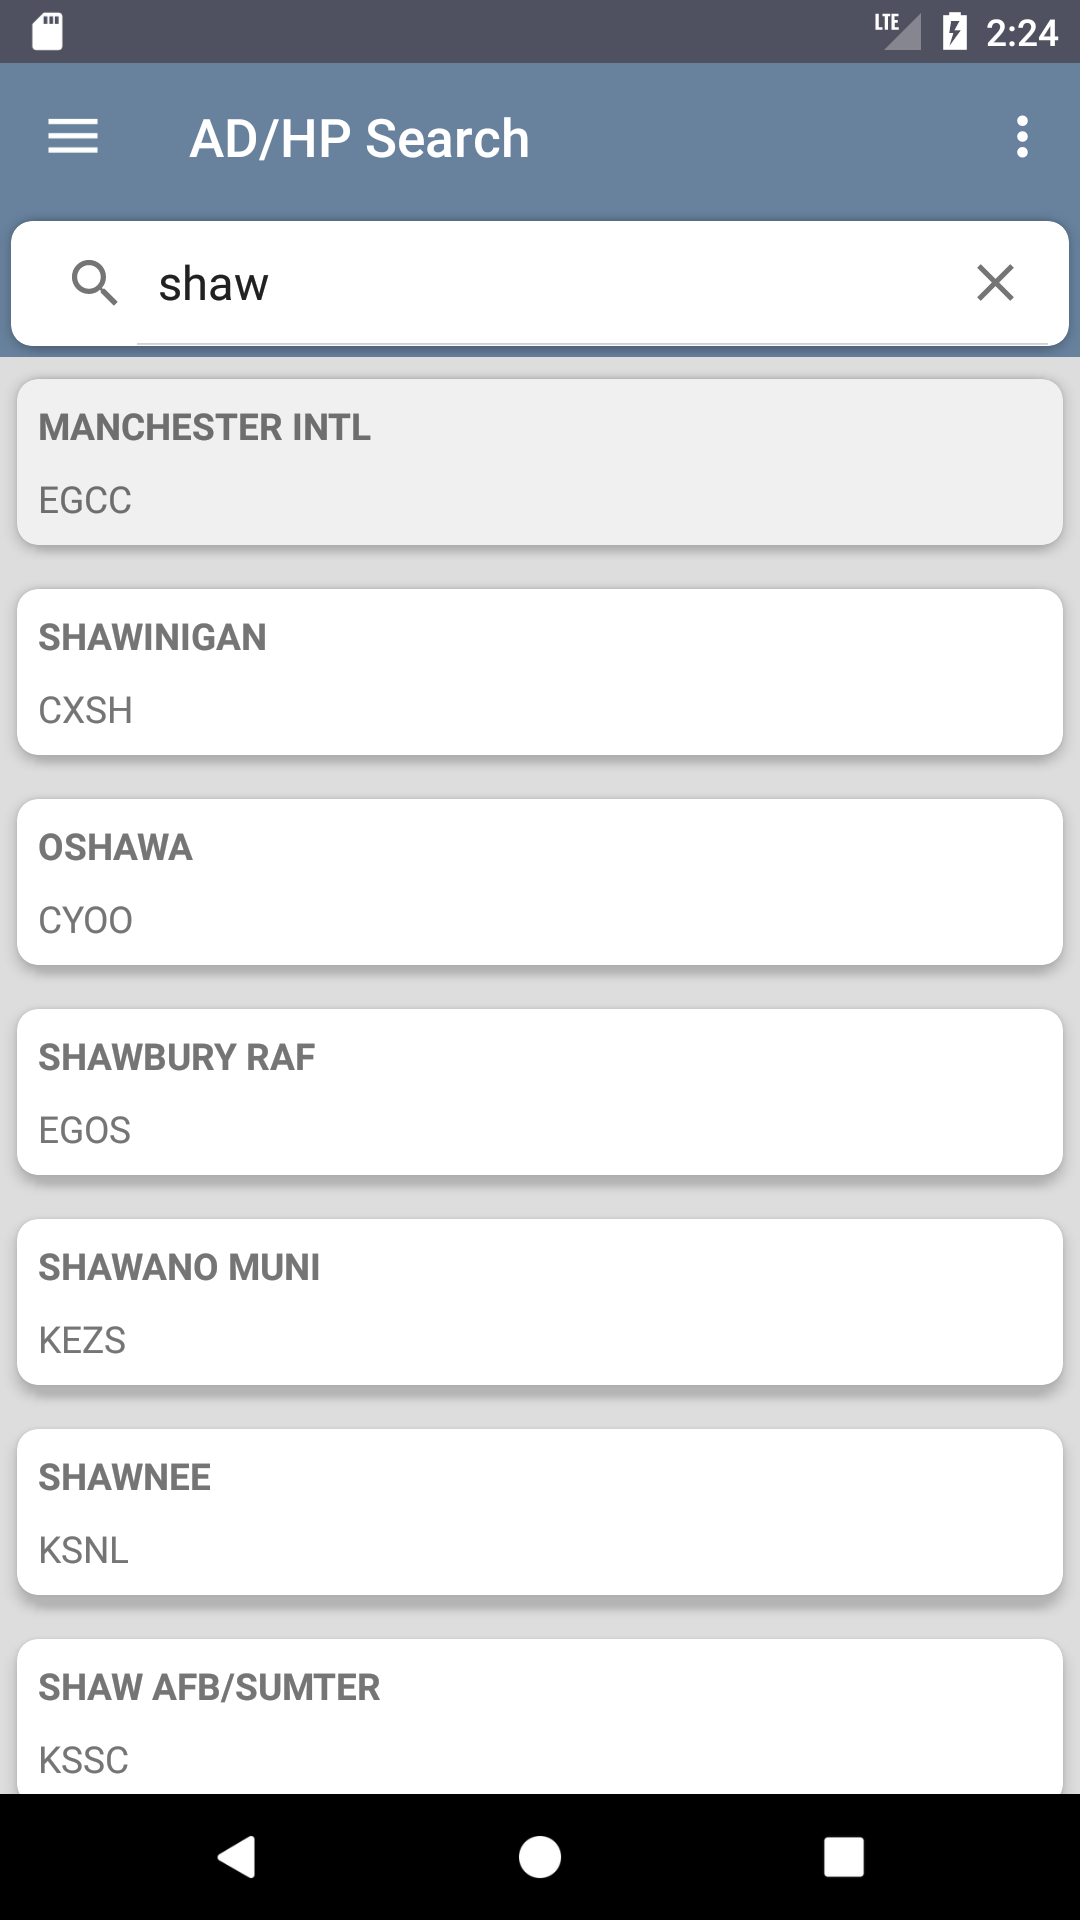 LTE 2:24
AD/HP Search
shaw
MANCHESTER INTL
EGCC
SHAWINIGAN
CXSH
OSHAWA
CYOO
SHAWBURY RAF
EGOS
SHAWANO MUNI
KEZS
SHAWNEE
KSNL
SHAW AFB/SUMTER
KSSC